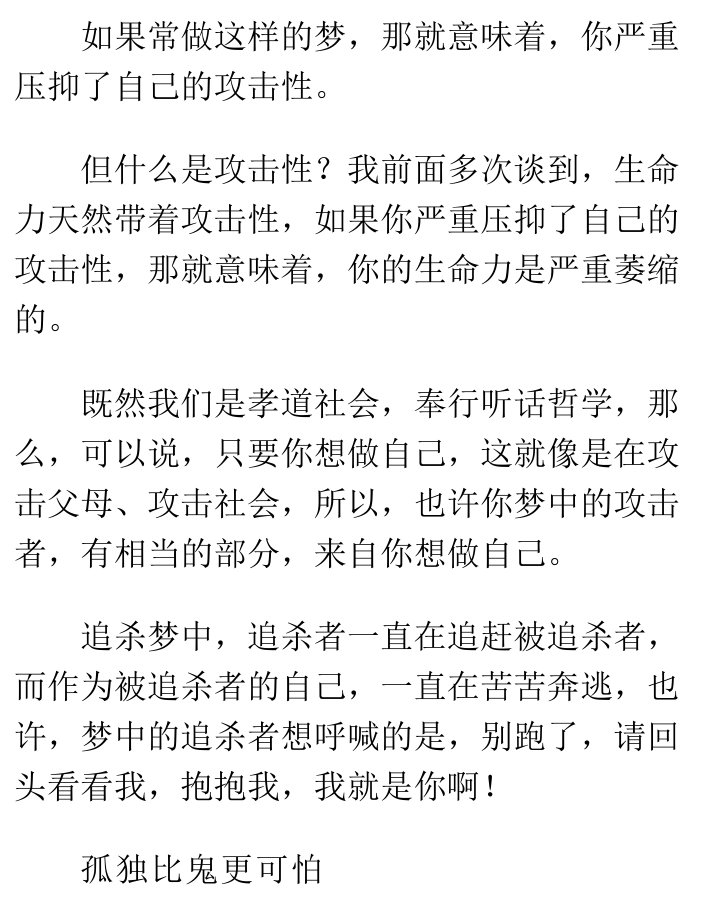 如果常做这样的梦，那就意味着，你严重
压抑了自己的攻击性。
但什么是攻击性？我前面多次谈到，生命
力天然带着攻击性，如果你严重压抑了自己的
攻击性，那就意味着，你的生命力是严重萎缩
的。
既然我们是孝道社会，奉行听话哲学，那
么，可以说，只要你想做自己，这就像是在攻
击父母、攻击社会，所以，也许你梦中的攻击
者，有相当的部分，来自你想做自己。
追杀梦中，追杀者一直在追赶被追杀者，
而作为被追杀者的自己，一直在苦苦奔逃，也
许，梦中的追杀者想呼喊的是，别跑了，请回
头看看我，抱抱我，我就是你啊！
孤独比鬼更可怕